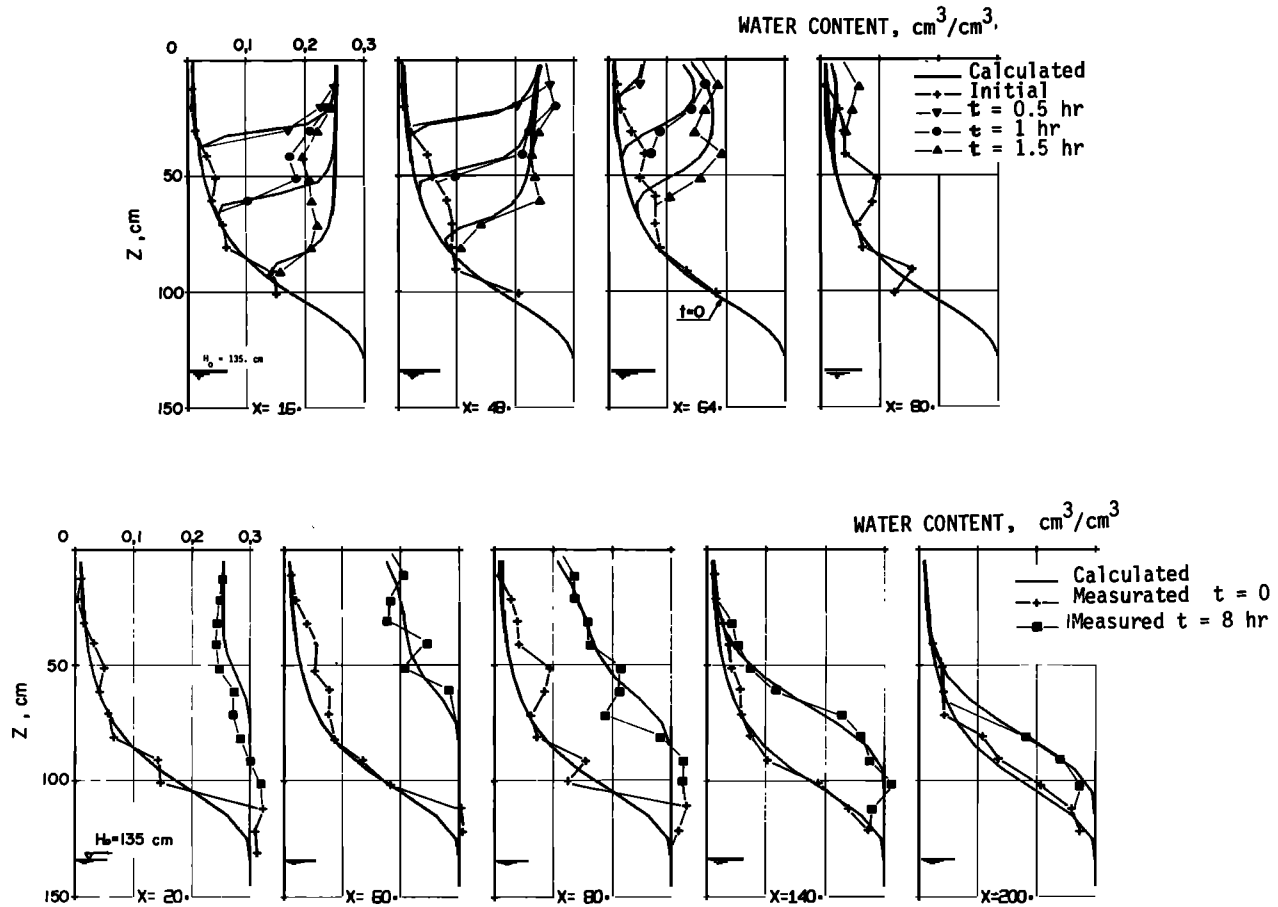 WATER CONTENT, cm³/cm³.
0 0,1 0,2 0,3
Calculated
Initial
t = 0.5 hr
t = 1 hr
t = 1.5 hr
50
Z, cm
100
t=0
H₀ = 135. cm
150
X= 16. X= 48. X= 64. X= 80.
WATER CONTENT, cm³/cm³
0 0,1 0,2 0,3
Calculated
Measurated t = 0
Measured t = 8 hr
50
Z, cm
100
H₀=135 cm
150
X= 20. X= 60. X= 80. X=140. X=200.